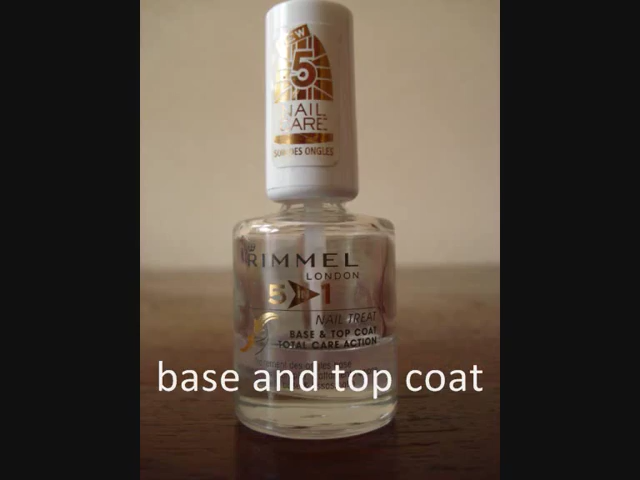 NEW
5
NAIL
CARE
SOIN DES ONGLES
RIMMEL
LONDON
5 IN 1
NAIL TREAT
BASE & TOP COAT
TOTAL CARE ACTION
base and top coat